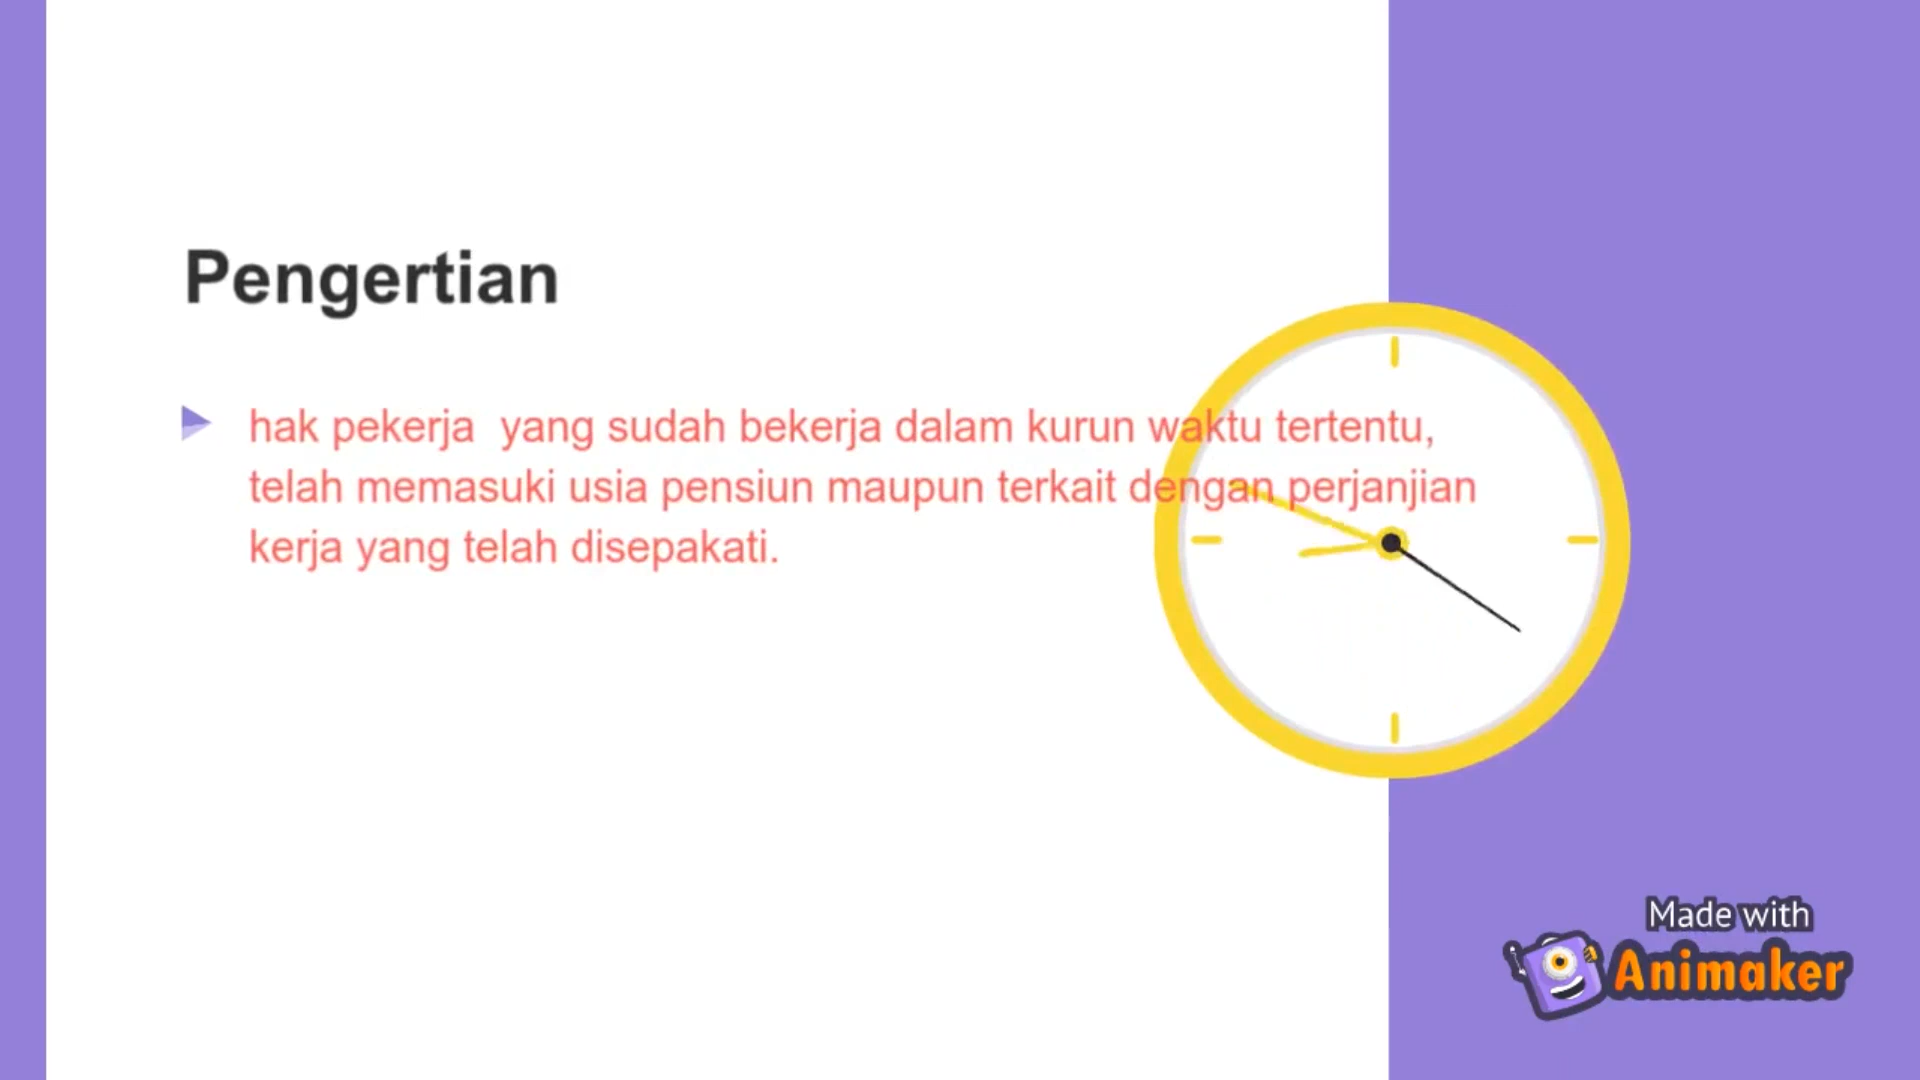 Pengertian
hak pekerja  yang sudah bekerja dalam kurun waktu tertentu,
telah memasuki usia pensiun maupun terkait dengan perjanjian
kerja yang telah disepakati.
Made with
Animaker